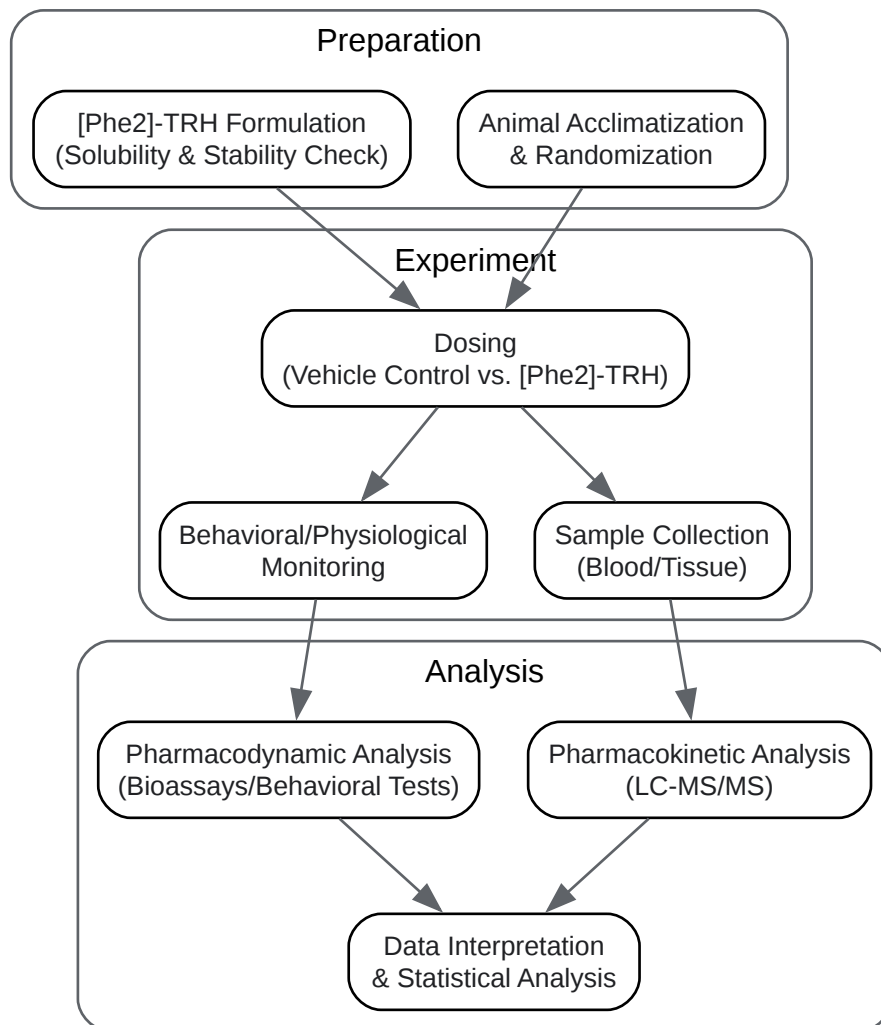 Preparation
[Phe2]-TRH Formulation
(Solubility & Stability Check)
Animal Acclimatization
& Randomization
Experiment
Dosing
(Vehicle Control vs. [Phe2]-TRH)
Behavioral/Physiological
Monitoring
Sample Collection
(Blood/Tissue)
Analysis
Pharmacodynamic Analysis
(Bioassays/Behavioral Tests)
Pharmacokinetic Analysis
(LC-MS/MS)
Data Interpretation
& Statistical Analysis